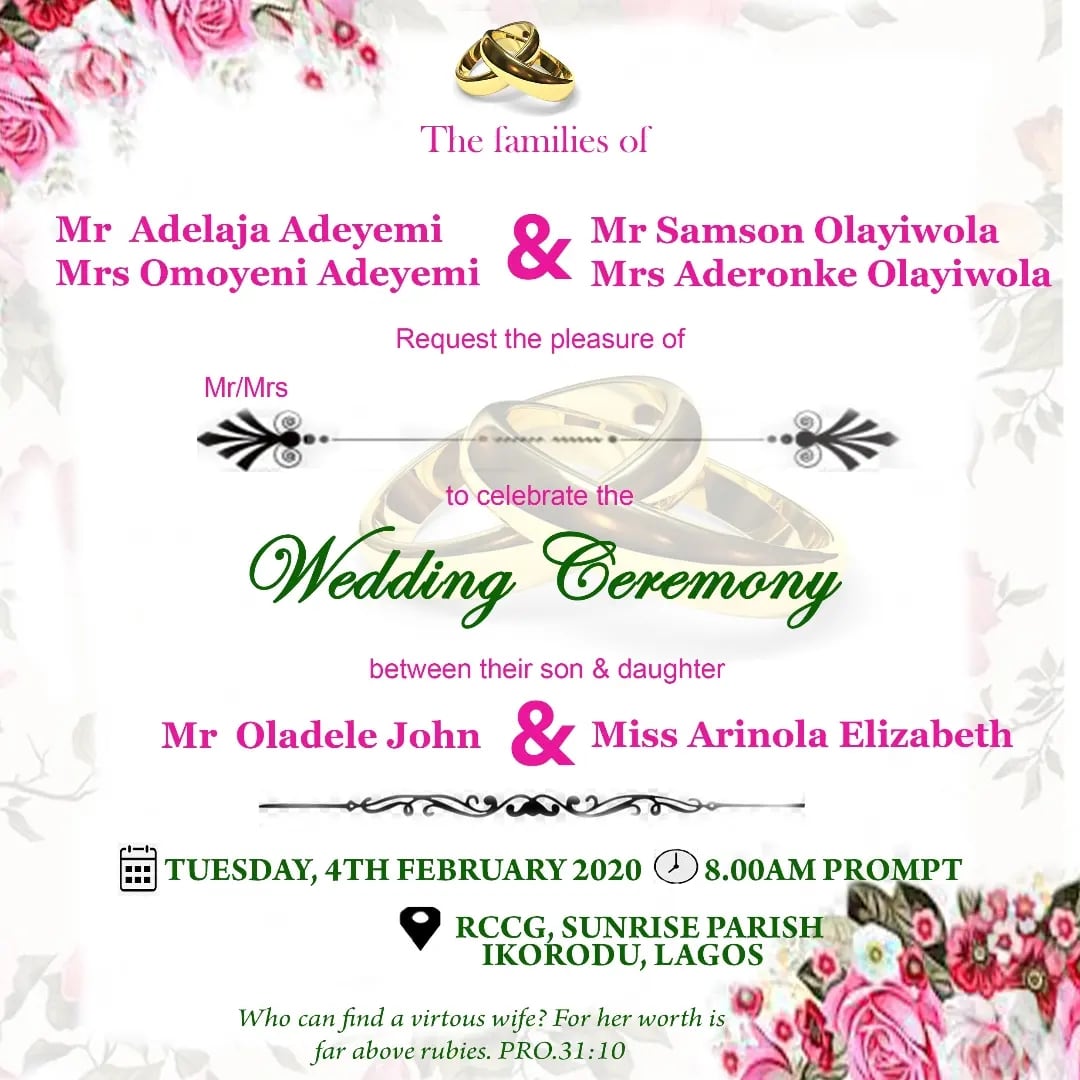 The families of
Mr Adelaja Adeyemi & Mr Samson Olayiwola
Mrs Omoyeni Adeyemi Mrs Aderonke Olayiwola
Request the pleasure of
Mr/Mrs
to celebrate the
Wedding Ceremony
between their son & daughter
Mr Oladele John & Miss Arinola Elizabeth
TUESDAY, 4TH FEBRUARY 2020 8.00AM PROMPT
RCCG, SUNRISE PARISH
IKORODU, LAGOS
Who can find a virtous wife? For her worth is
far above rubies. PRO.31:10